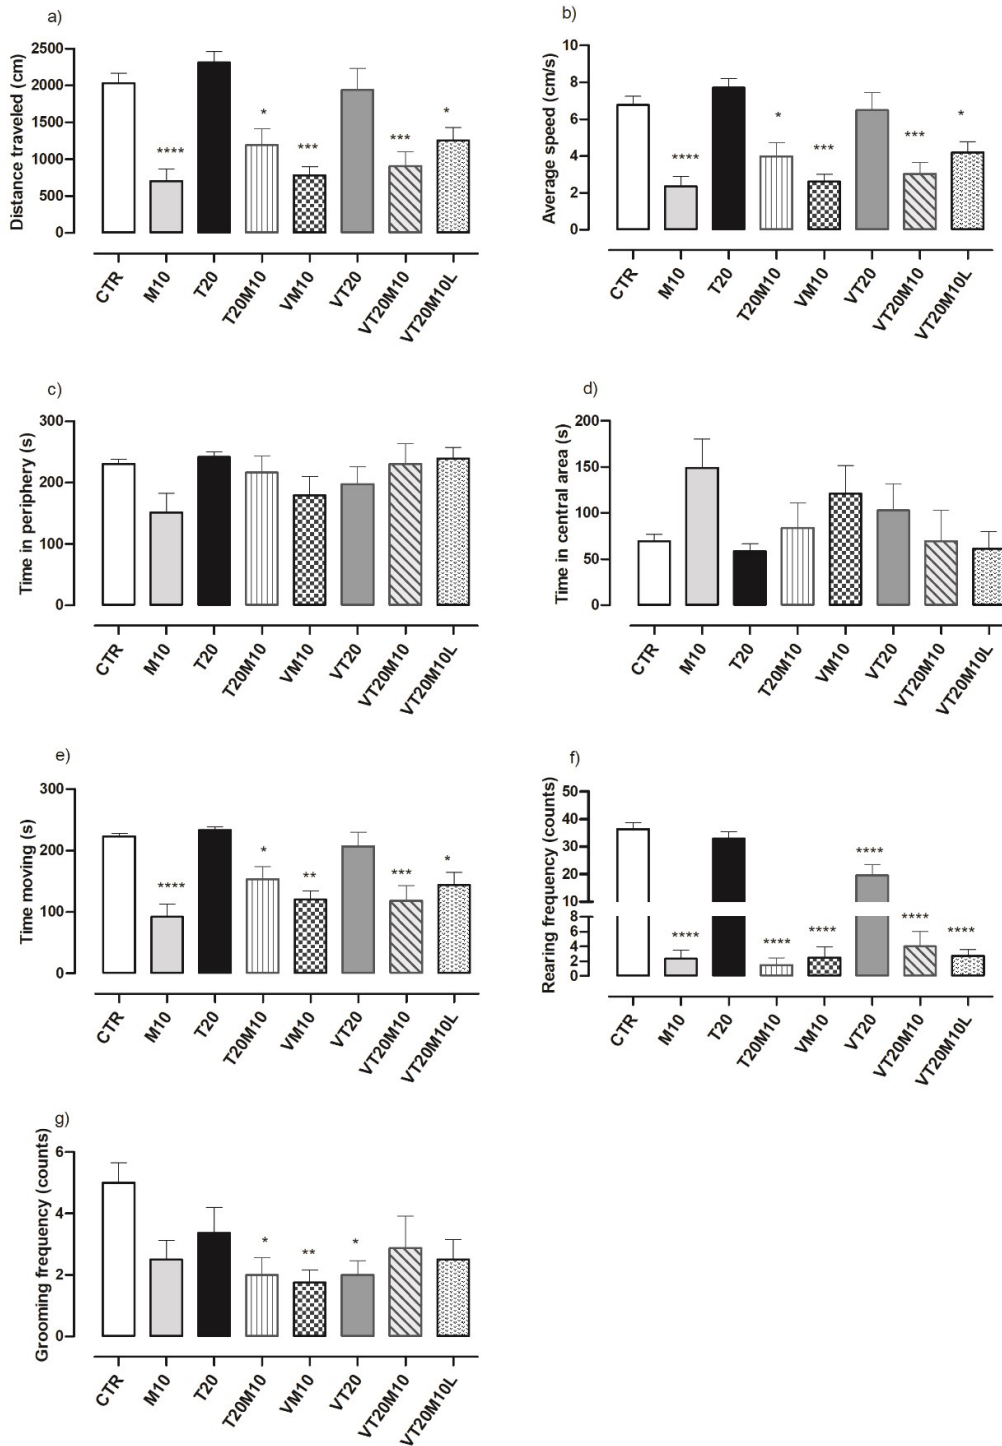 a)
Distance traveled (cm)
2500
2000
1500
1000
500
0
****
*
***
***
*
CTR
M10
T20
T20M10
VM10
VT20
VT20M10
VT20M10L
b)
Average speed (cm/s)
10
8
6
4
2
0
****
*
***
***
*
CTR
M10
T20
T20M10
VM10
VT20
VT20M10
VT20M10L
c)
Time in periphery (s)
300
200
100
0
CTR
M10
T20
T20M10
VM10
VT20
VT20M10
VT20M10L
d)
Time in central area (s)
200
150
100
50
0
CTR
M10
T20
T20M10
VM10
VT20
VT20M10
VT20M10L
e)
Time moving (s)
300
200
100
0
****
*
**
***
*
CTR
M10
T20
T20M10
VM10
VT20
VT20M10
VT20M10L
f)
Rearing frequency (counts)
50
40
30
20
10
8
6
4
2
0
****
****
****
****
****
****
CTR
M10
T20
T20M10
VM10
VT20
VT20M10
VT20M10L
g)
Grooming frequency (counts)
6
4
2
0
*
**
*
CTR
M10
T20
T20M10
VM10
VT20
VT20M10
VT20M10L